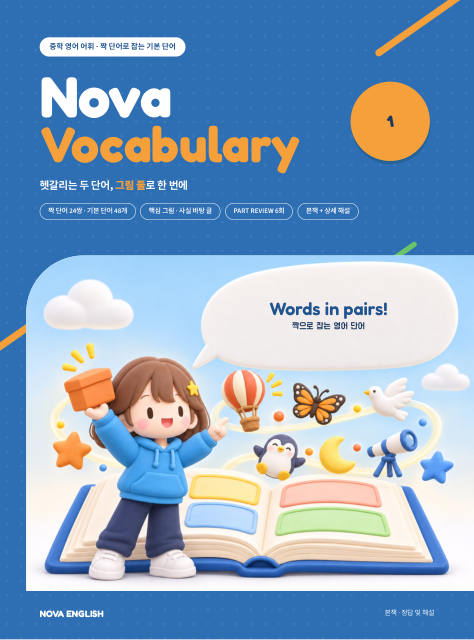 중학 영어 어휘 · 짝 단어로 잡는 기본 단어
Nova
Vocabulary
1
헷갈리는 두 단어, 그림 둘로 한 번에
짝 단어 24쌍 · 기본 단어 48개
핵심 그림 · 사실 바탕 글
PART REVIEW 6회
본책 + 상세 해설
Words in pairs!
짝으로 잡는 영어 단어
NOVA ENGLISH
본책 · 정답 및 해설